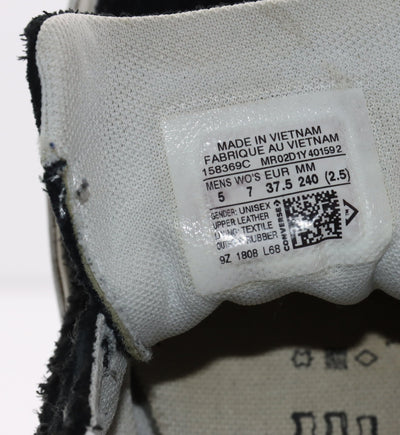 MADE IN VIETNAM
FABRIQUE AU VIETNAM
158369C MR02D1Y401592
MENS WO'S EUR MM
5 7 37.5 240 (2.5)
GENDER: UNISEX
UPPER: LEATHER
LINING: TEXTILE
OUTSOLE: RUBBER
CONVERSE
9Z 1808 L68